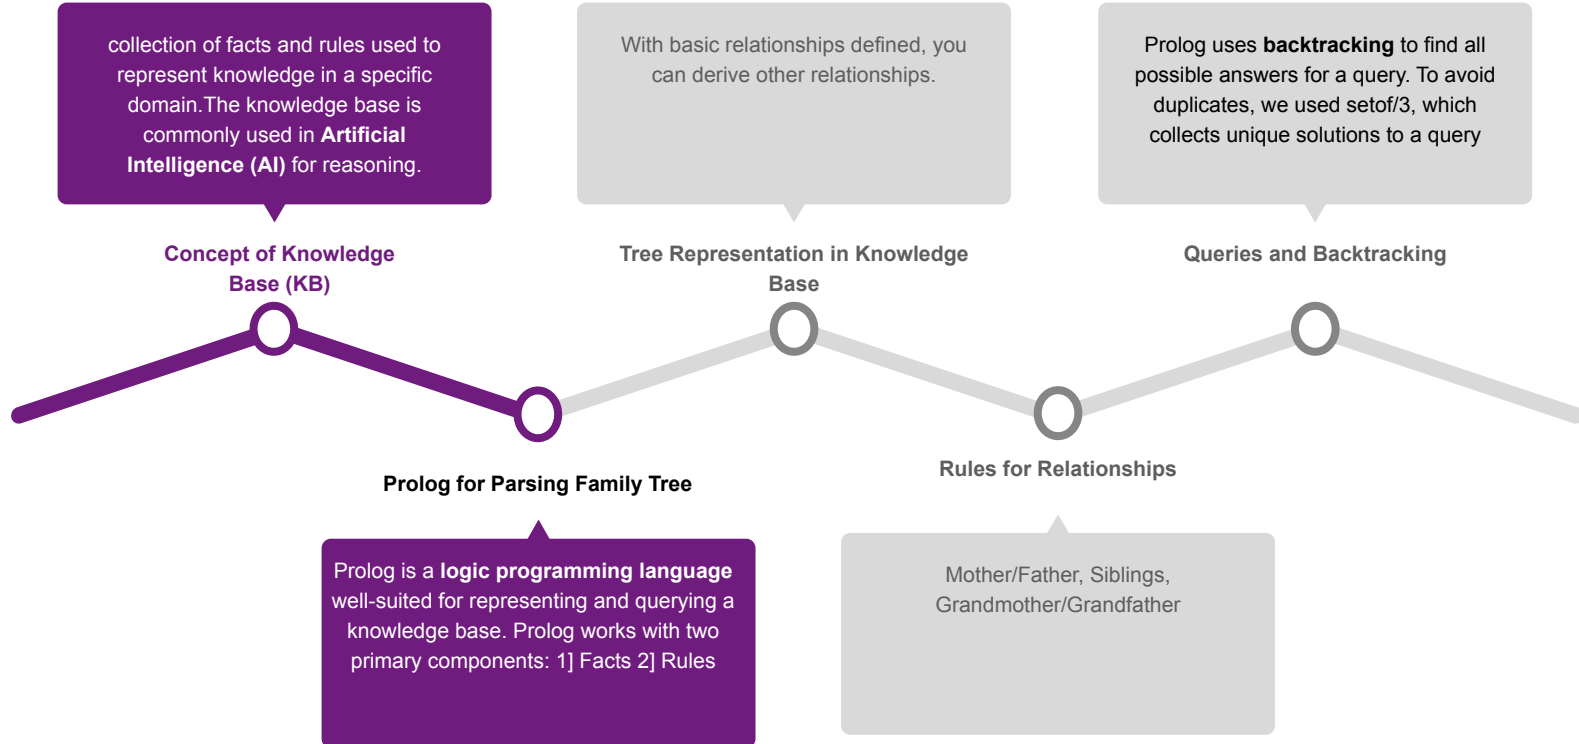 collection of facts and rules used to
represent knowledge in a specific
domain.The knowledge base is
commonly used in Artificial
Intelligence (AI) for reasoning.
Concept of Knowledge
Base (KB)
Prolog for Parsing Family Tree
Prolog is a logic programming language
well-suited for representing and querying a
knowledge base. Prolog works with two
primary components: 1] Facts 2] Rules
With basic relationships defined, you
can derive other relationships.
Tree Representation in Knowledge
Base
Rules for Relationships
Mother/Father, Siblings,
Grandmother/Grandfather
Prolog uses backtracking to find all
possible answers for a query. To avoid
duplicates, we used setof/3, which
collects unique solutions to a query
Queries and Backtracking